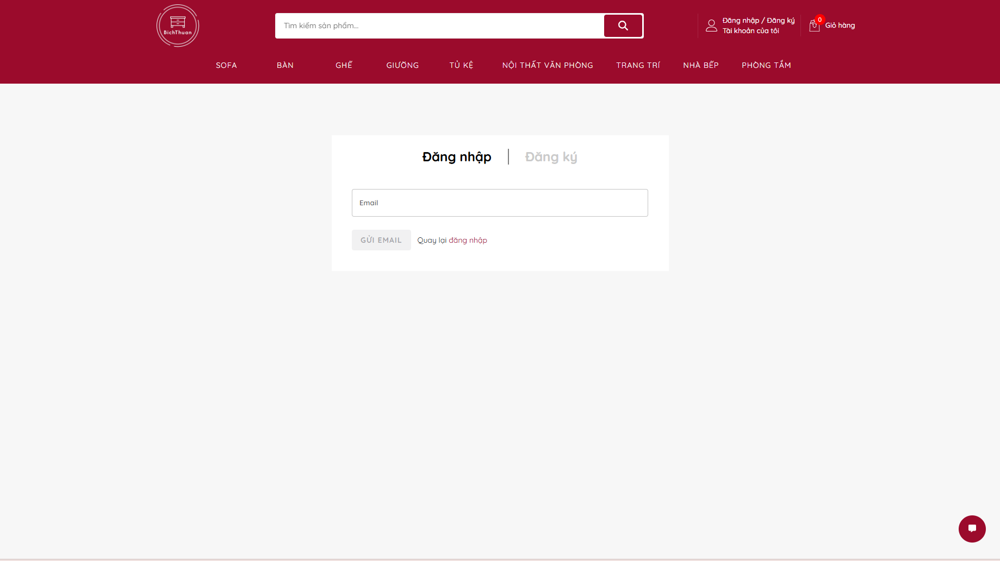 BichThuan
Tìm kiếm sản phẩm...
Đăng nhập / Đăng ký
Tài khoản của tôi
0
Giỏ hàng
SOFA
BÀN
GHẾ
GIƯỜNG
TỦ KỆ
NỘI THẤT VĂN PHÒNG
TRANG TRÍ
NHÀ BẾP
PHÒNG TẮM
Đăng nhập
Đăng ký
Email
GỬI EMAIL
Quay lại đăng nhập